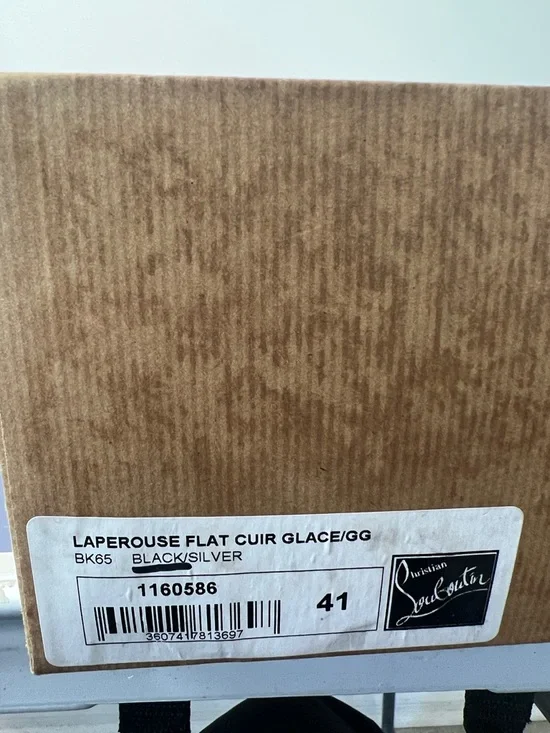 LAPEROUSE FLAT CUIR GLACE/GG
BK65 BLACK/SILVER
1160586
41
3607417813697
Christian
Louboutin